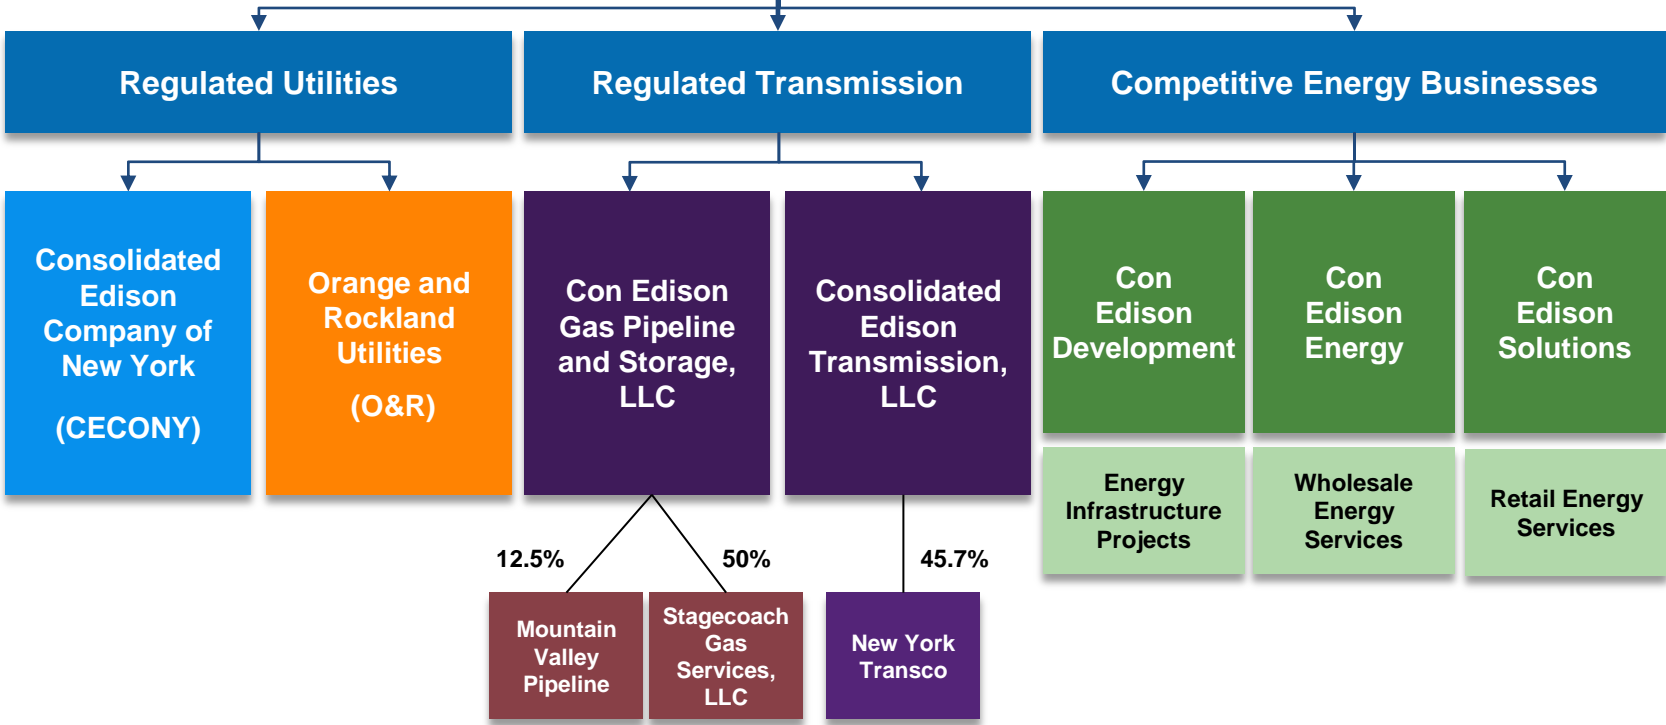 Regulated Utilities
Regulated Transmission
Competitive Energy Businesses
Consolidated
Edison
Company of
New York
(CECONY)
Orange and
Rockland
Utilities
(O&R)
Con Edison
Gas Pipeline
and Storage,
LLC
Consolidated
Edison
Transmission,
LLC
Con
Edison
Development
Con
Edison
Energy
Con
Edison
Solutions
Energy
Infrastructure
Projects
Wholesale
Energy
Services
Retail Energy
Services
12.5%
50%
45.7%
Mountain
Valley
Pipeline
Stagecoach
Gas
Services,
LLC
New York
Transco